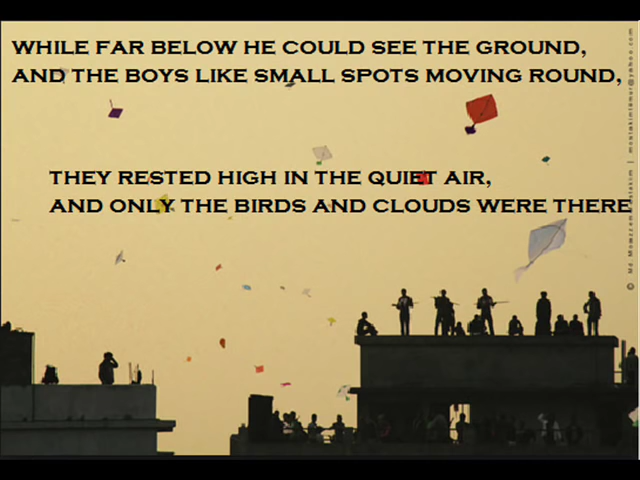 WHILE FAR BELOW HE COULD SEE THE GROUND,
AND THE BOYS LIKE SMALL SPOTS MOVING ROUND,
THEY RESTED HIGH IN THE QUIET AIR,
AND ONLY THE BIRDS AND CLOUDS WERE THERE